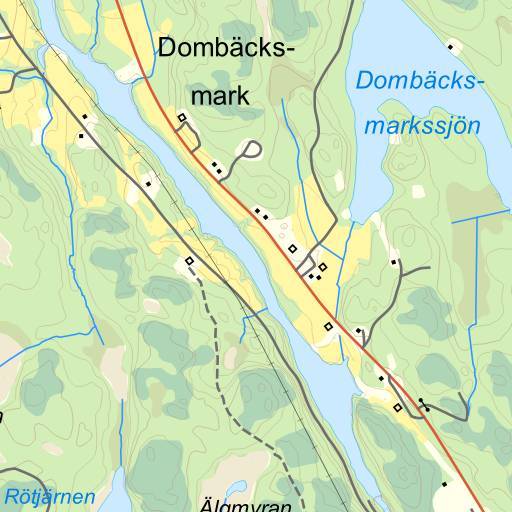 Dombäcks-
mark
Dombäcks-
markssjön
n
Rötjärnen
Älgmyran